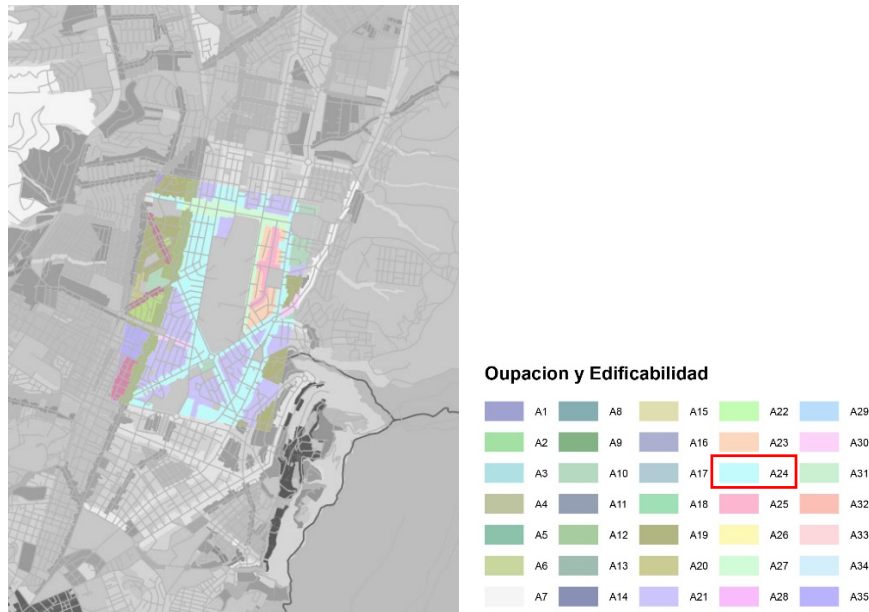 Oupacion y Edificabilidad
A1 A8 A15 A22 A29
A2 A9 A16 A23 A30
A3 A10 A17 A24 A31
A4 A11 A18 A25 A32
A5 A12 A19 A26 A33
A6 A13 A20 A27 A34
A7 A14 A21 A28 A35